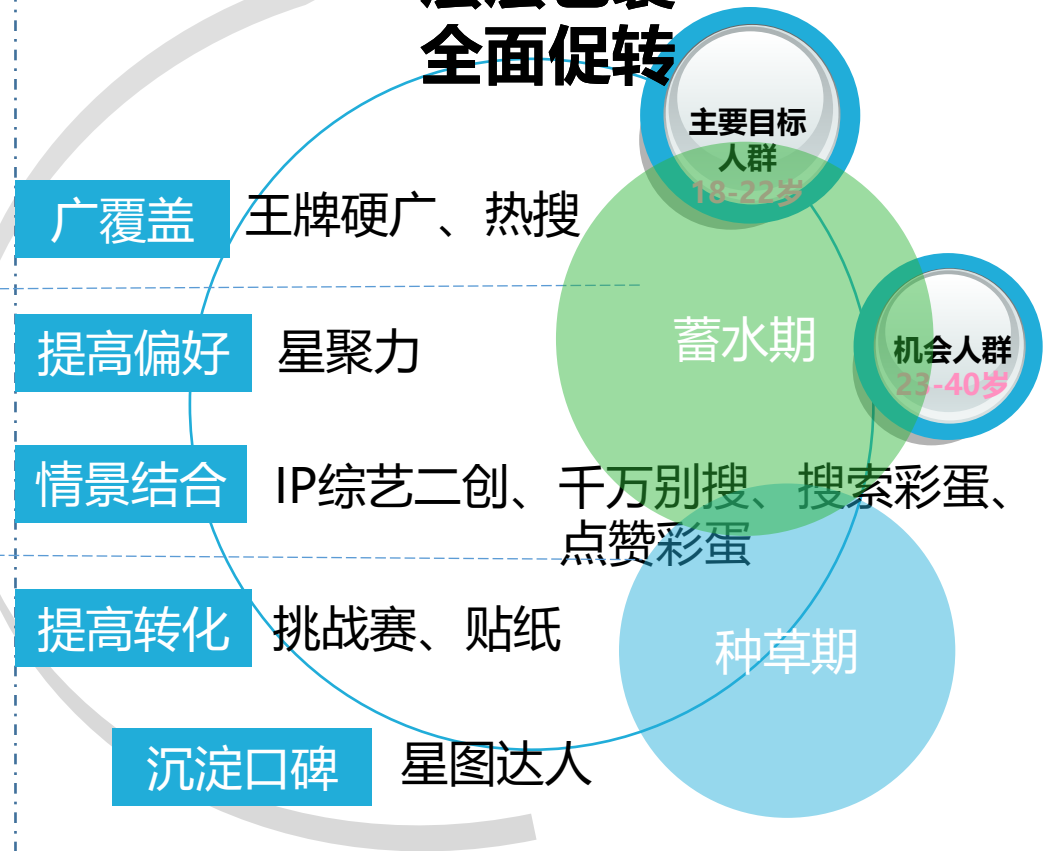 全面促转
主要目标
人群
18-22岁
广覆盖
王牌硬广、热搜
蓄水期
机会人群
23-40岁
提高偏好
星聚力
情景结合
IP综艺二创、千万别搜、搜索彩蛋、
点赞彩蛋
提高转化
挑战赛、贴纸
种草期
沉淀口碑
星图达人